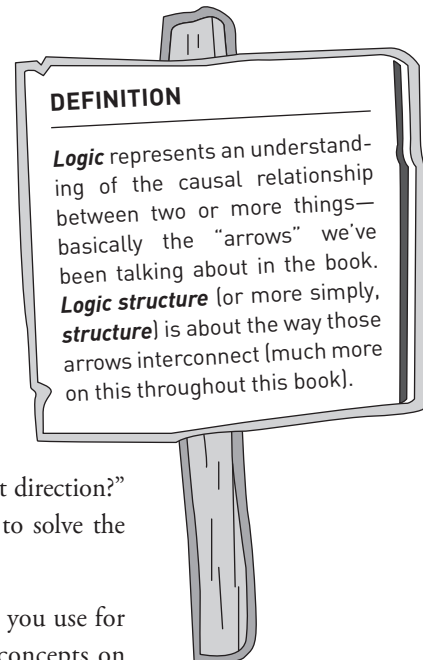 DEFINITION
Logic represents an understand-
ing of the causal relationship
between two or more things—
basically the “arrows” we’ve
been talking about in the book.
Logic structure (or more simply,
structure) is about the way those
arrows interconnect (much more
on this throughout this book).
t direction?”
to solve the
you use for
concepts on